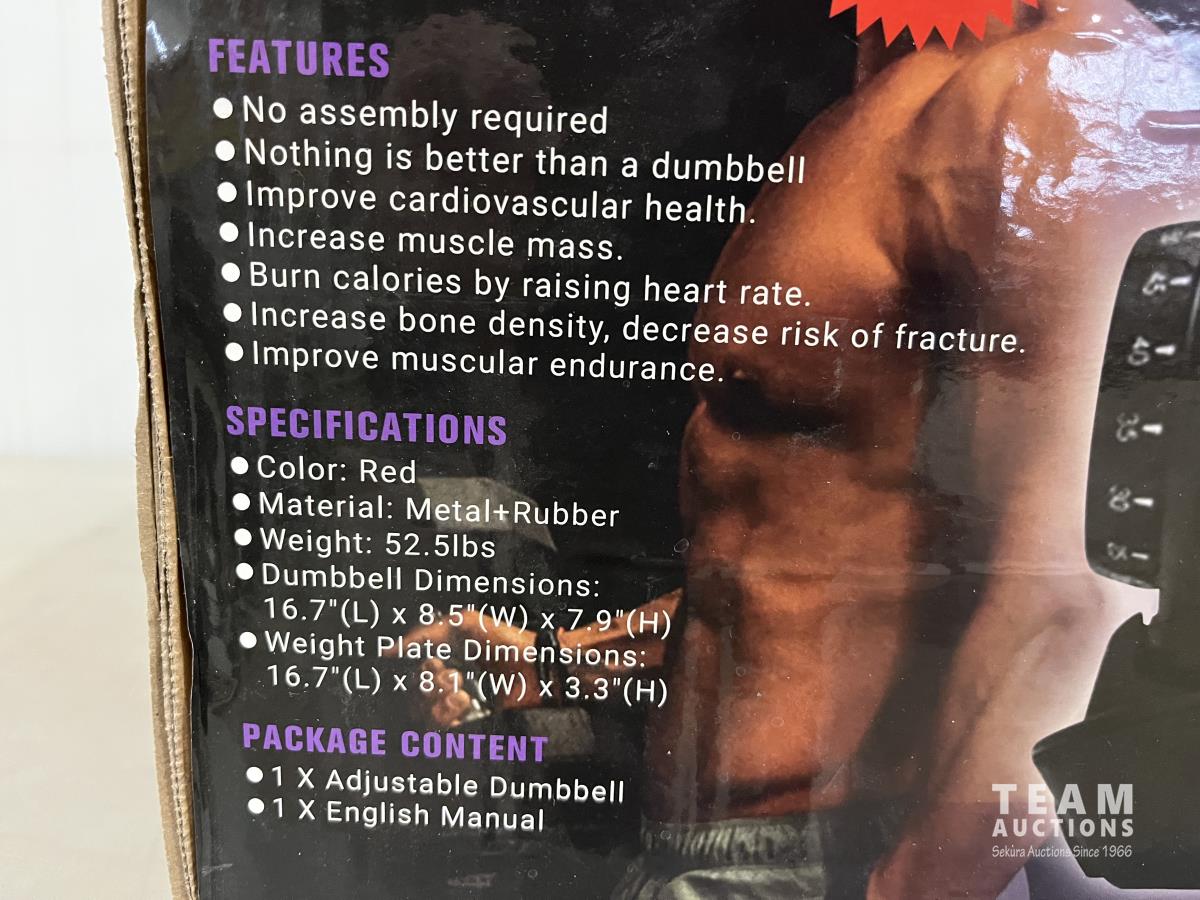 FEATURES
● No assembly required
● Nothing is better than a dumbbell
● Improve cardiovascular health.
● Increase muscle mass.
● Burn calories by raising heart rate.
● Increase bone density, decrease risk of fracture.
● Improve muscular endurance.
SPECIFICATIONS
● Color: Red
● Material: Metal+Rubber
● Weight: 52.5lbs
● Dumbbell Dimensions:
16.7"(L) x 8.5"(W) x 7.9"(H)
● Weight Plate Dimensions:
16.7"(L) x 8.1"(W) x 3.3"(H)
PACKAGE CONTENT
● 1 X Adjustable Dumbbell
● 1 X English Manual
TEAM
AUCTIONS
Sekura Auctions Since 1966